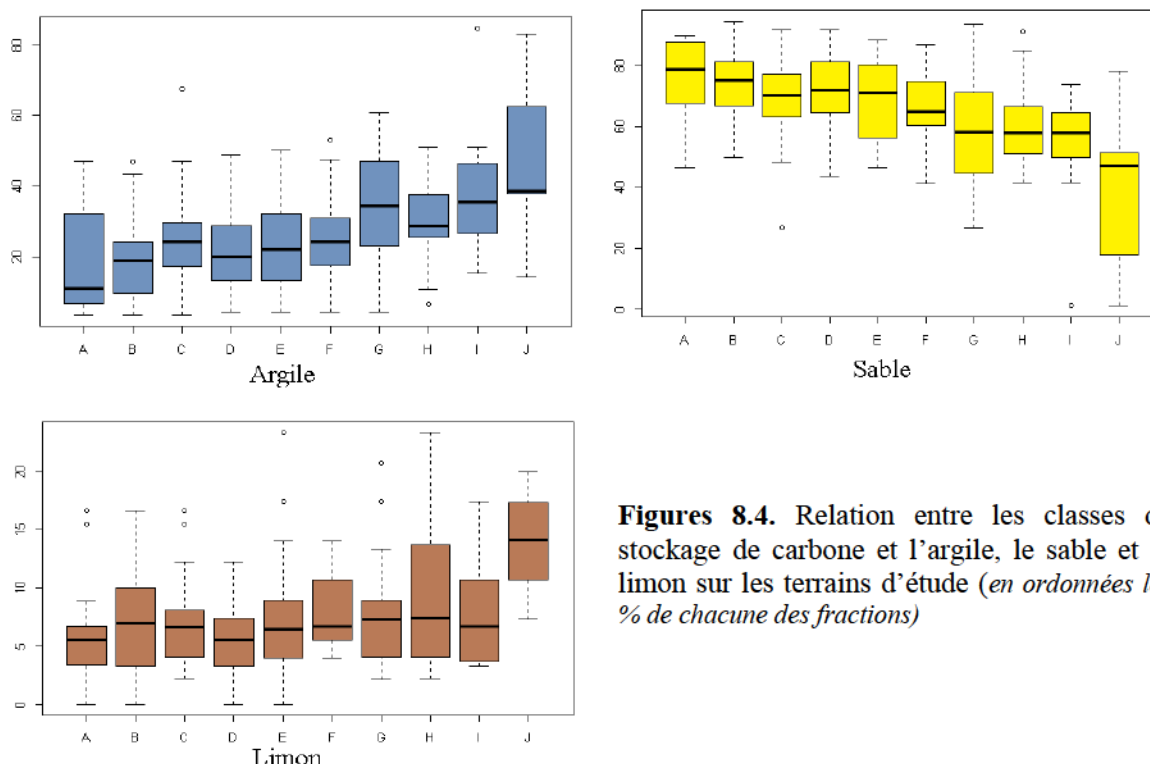 80
60
40
20
A B C D E F G H I J
Argile
80
60
40
20
0
A B C D E F G H I J
Sable
20
15
10
5
0
A B C D E F G H I J
Limon
Figures 8.4. Relation entre les classes
stockage de carbone et l'argile, le sable et
limon sur les terrains d'étude (en ordonnées
% de chacune des fractions)